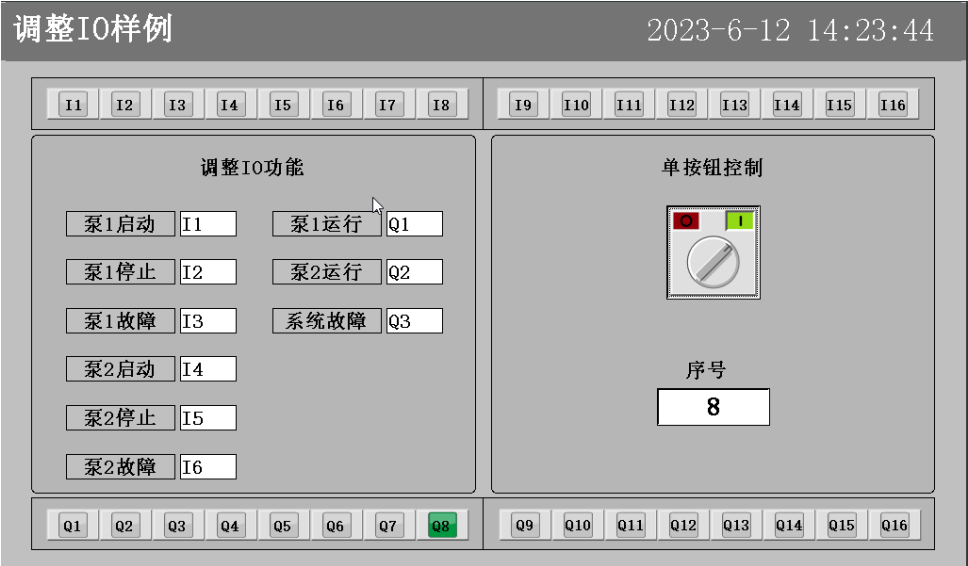 调整IO样例 2023-6-12 14:23:44
I1 I2 I3 I4 I5 I6 I7 I8 I9 I10 I11 I12 I13 I14 I15 I16
调整IO功能
泵1启动 I1 泵1运行 Q1
泵1停止 I2 泵2运行 Q2
泵1故障 I3 系统故障 Q3
泵2启动 I4
泵2停止 I5
泵2故障 I6
单按钮控制
O I
序号
8
Q1 Q2 Q3 Q4 Q5 Q6 Q7 Q8 Q9 Q10 Q11 Q12 Q13 Q14 Q15 Q16